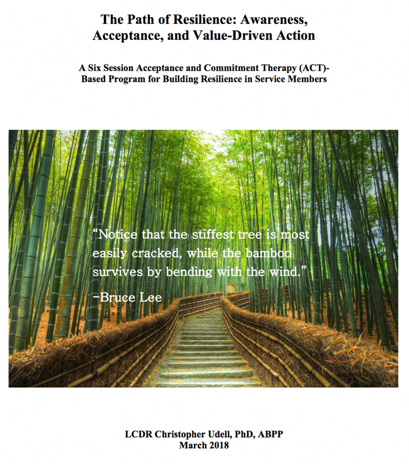 The Path of Resilience: Awareness,
Acceptance, and Value-Driven Action
A Six Session Acceptance and Commitment Therapy (ACT)-
Based Program for Building Resilience in Service Members
“Notice that the stiffest tree is most
easily cracked, while the bamboo
survives by bending with the wind.”
-Bruce Lee
LCDR Christopher Udell, PhD, ABPP
March 2018